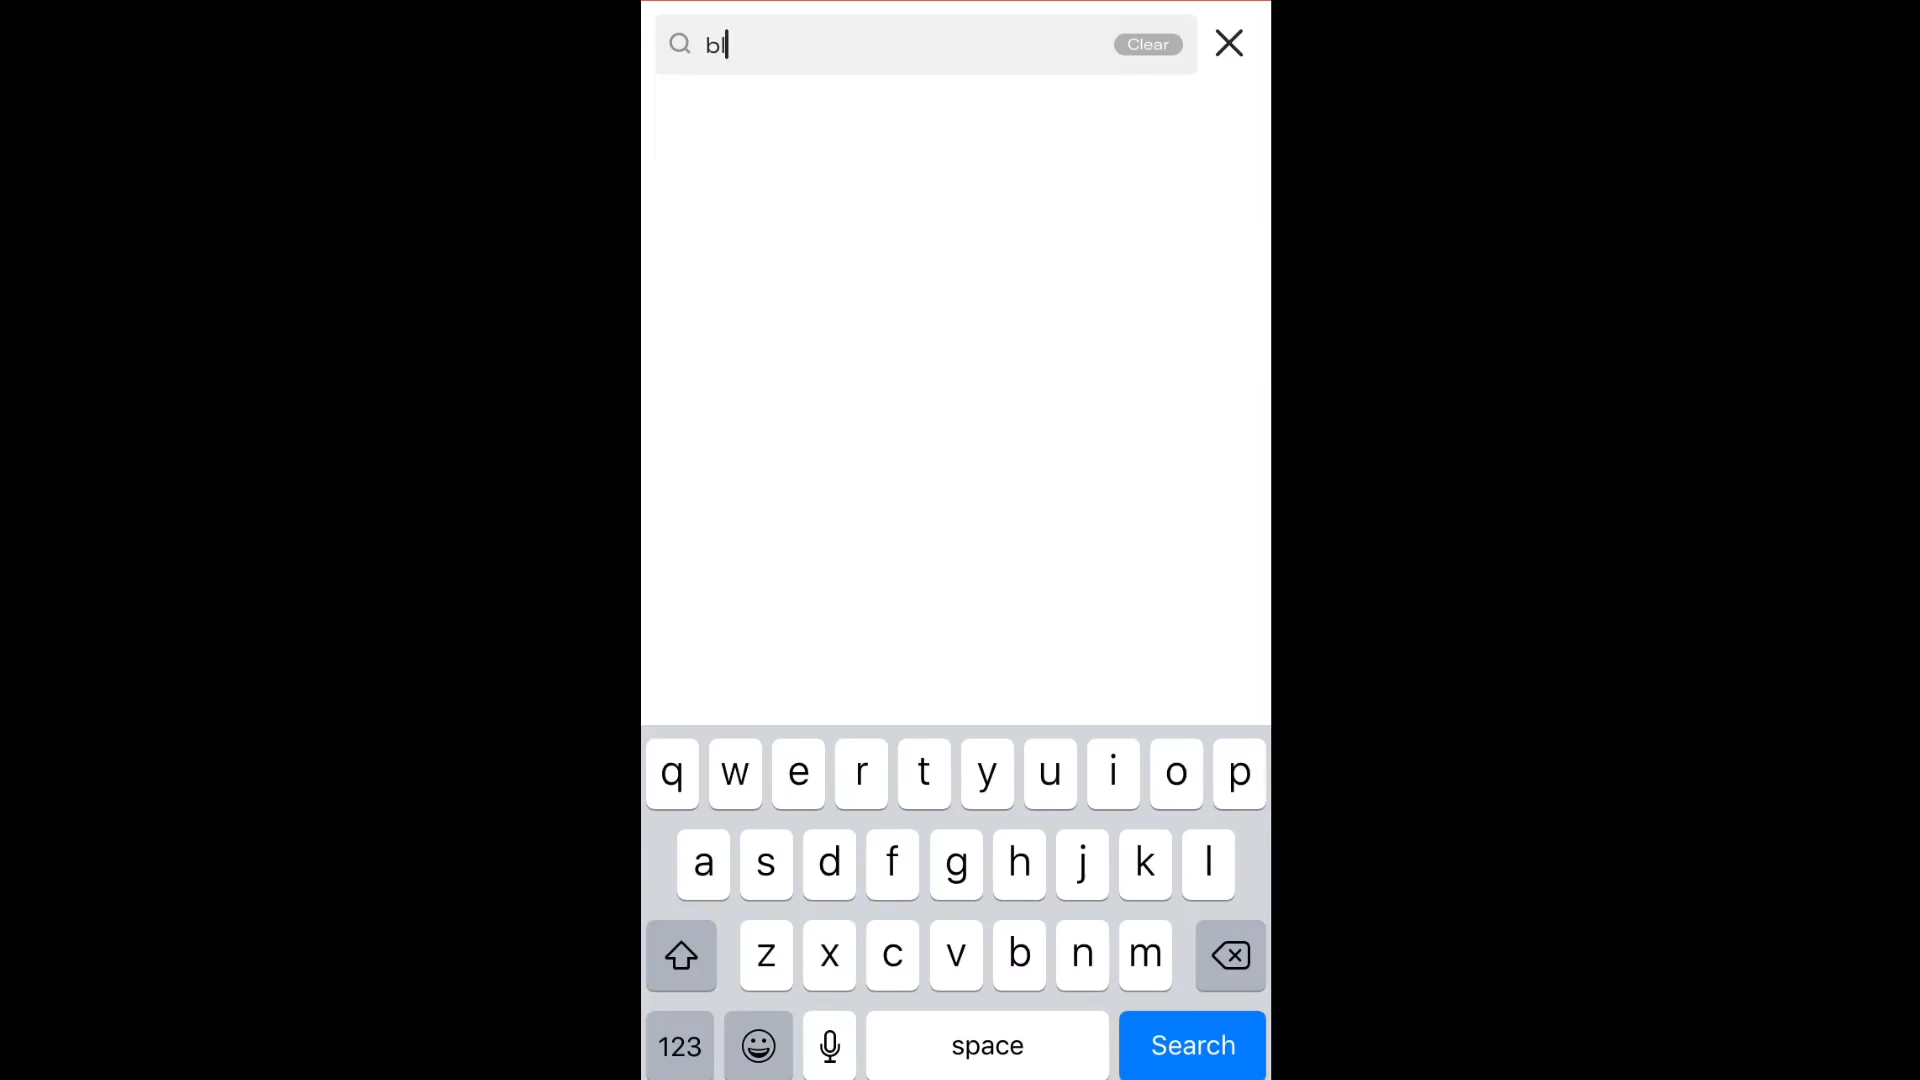 bl Clear
q w e r t y u i o p
a s d f g h j k l
z x c v b n m
123 space Search